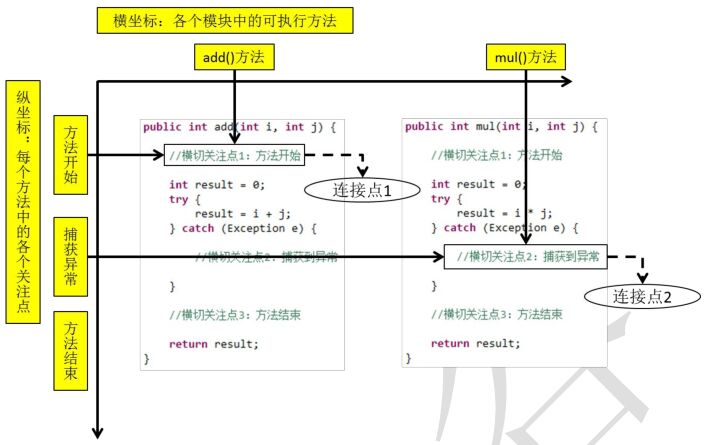 横坐标：各个模块中的可执行方法
add()方法
mul()方法
纵坐标：每个方法中的各个关注点
方法开始
捕获异常
方法结束
public int add(int i, int j) {
//横切关注点1：方法开始
int result = 0;
try {
result = i + j;
} catch (Exception e) {
//横切关注点2：捕获到异常
}
//横切关注点3：方法结束
return result;
}
连接点1
public int mul(int i, int j) {
//横切关注点1：方法开始
int result = 0;
try {
result = i * j;
} catch (Exception e) {
//横切关注点2：捕获到异常
}
//横切关注点3：方法结束
return result;
}
连接点2